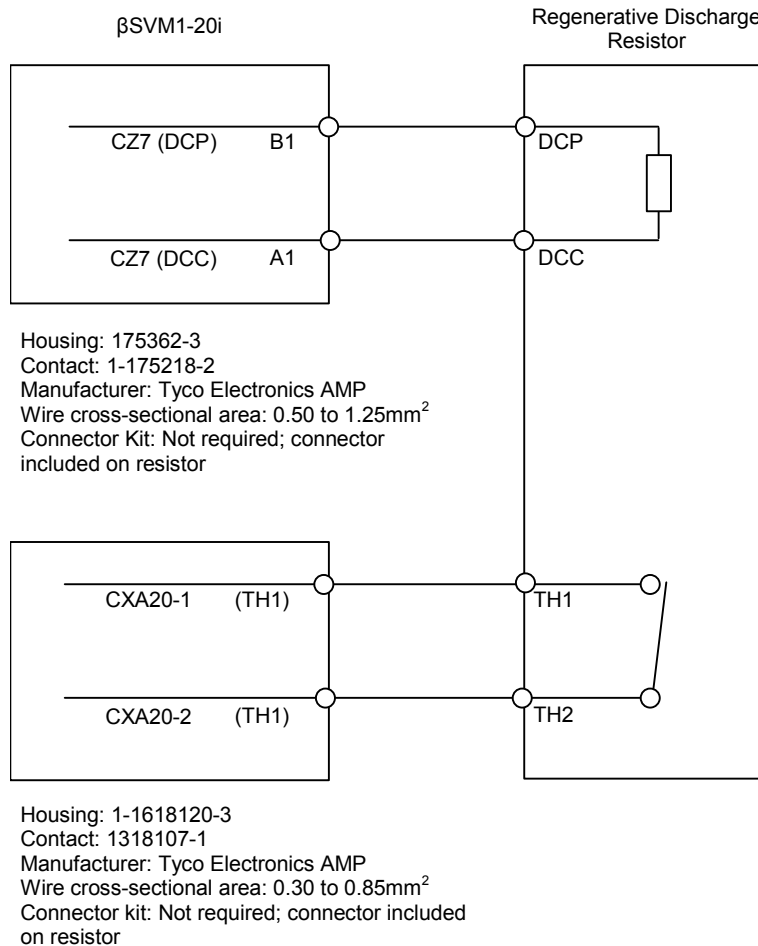 βSVM1-20i
Regenerative Discharge
Resistor
CZ7 (DCP) B1
DCP
CZ7 (DCC) A1
DCC
Housing: 175362-3
Contact: 1-175218-2
Manufacturer: Tyco Electronics AMP
Wire cross-sectional area: 0.50 to 1.25mm²
Connector Kit: Not required; connector
included on resistor
CXA20-1 (TH1)
TH1
CXA20-2 (TH1)
TH2
Housing: 1-1618120-3
Contact: 1318107-1
Manufacturer: Tyco Electronics AMP
Wire cross-sectional area: 0.30 to 0.85mm²
Connector kit: Not required; connector included
on resistor